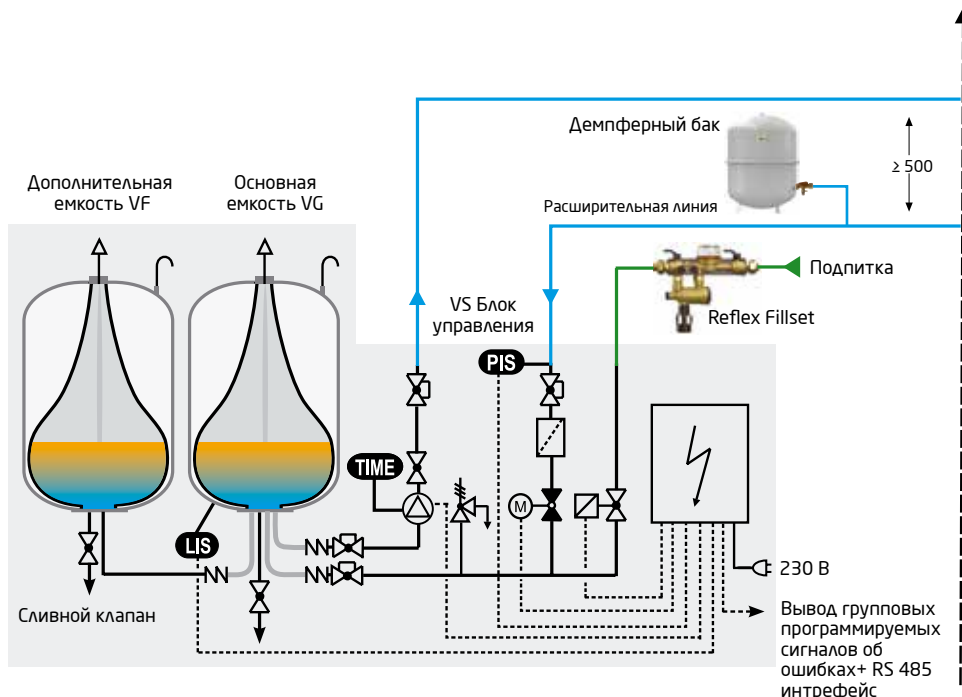 Демпферный бак
≥ 500
Дополнительная
емкость VF
Основная
емкость VG
Расширительная линия
Подпитка
VS Блок
управления
Reflex Fillset
PIS
TIME
M
LIS
230 В
Сливной клапан
Вывод групповых
программируемых
сигналов об
ошибках+ RS 485
интрефейс